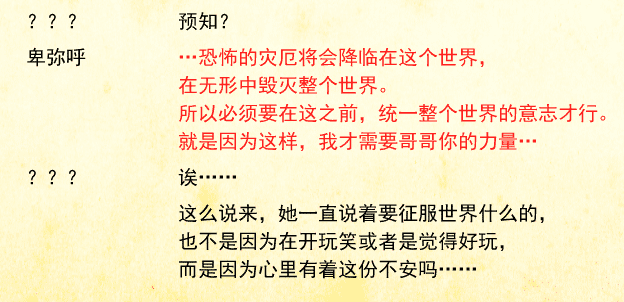 ？？？ 预知？
卑弥呼 …恐怖的灾厄将会降临在这个世界，
在无形中毁灭整个世界。
所以必须要在这之前，统一整个世界的意志才行。
就是因为这样，我才需要哥哥你的力量…
？？？ 诶……
这么说来，她一直说着要征服世界什么的，
也不是因为在开玩笑或者是觉得好玩，
而是因为心里有着这份不安吗……